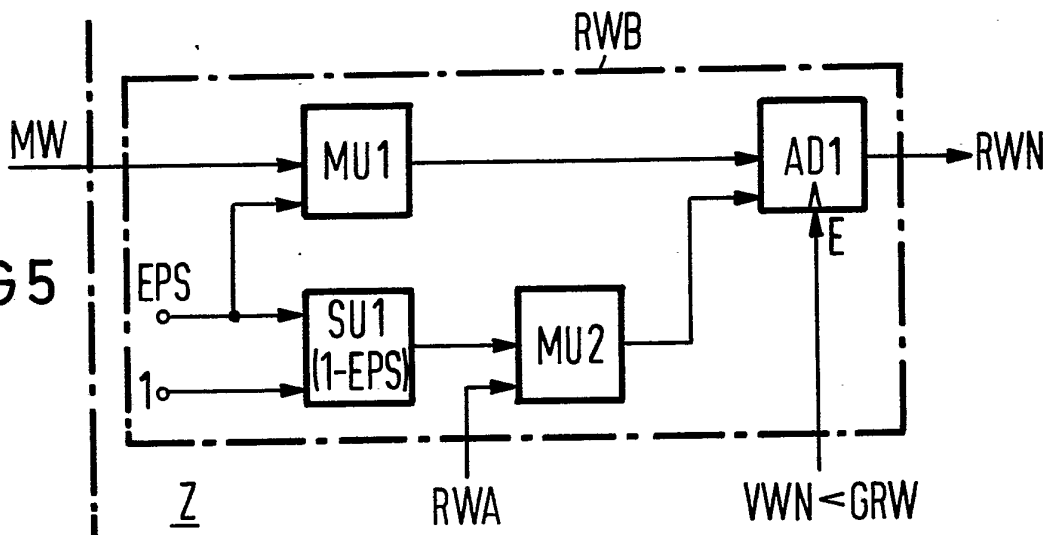 RWB
MW
MU1
AD1
RWN
E
G5
EPS
SU1
(1-EPS)
MU2
1
Z
RWA
VWN<GRW